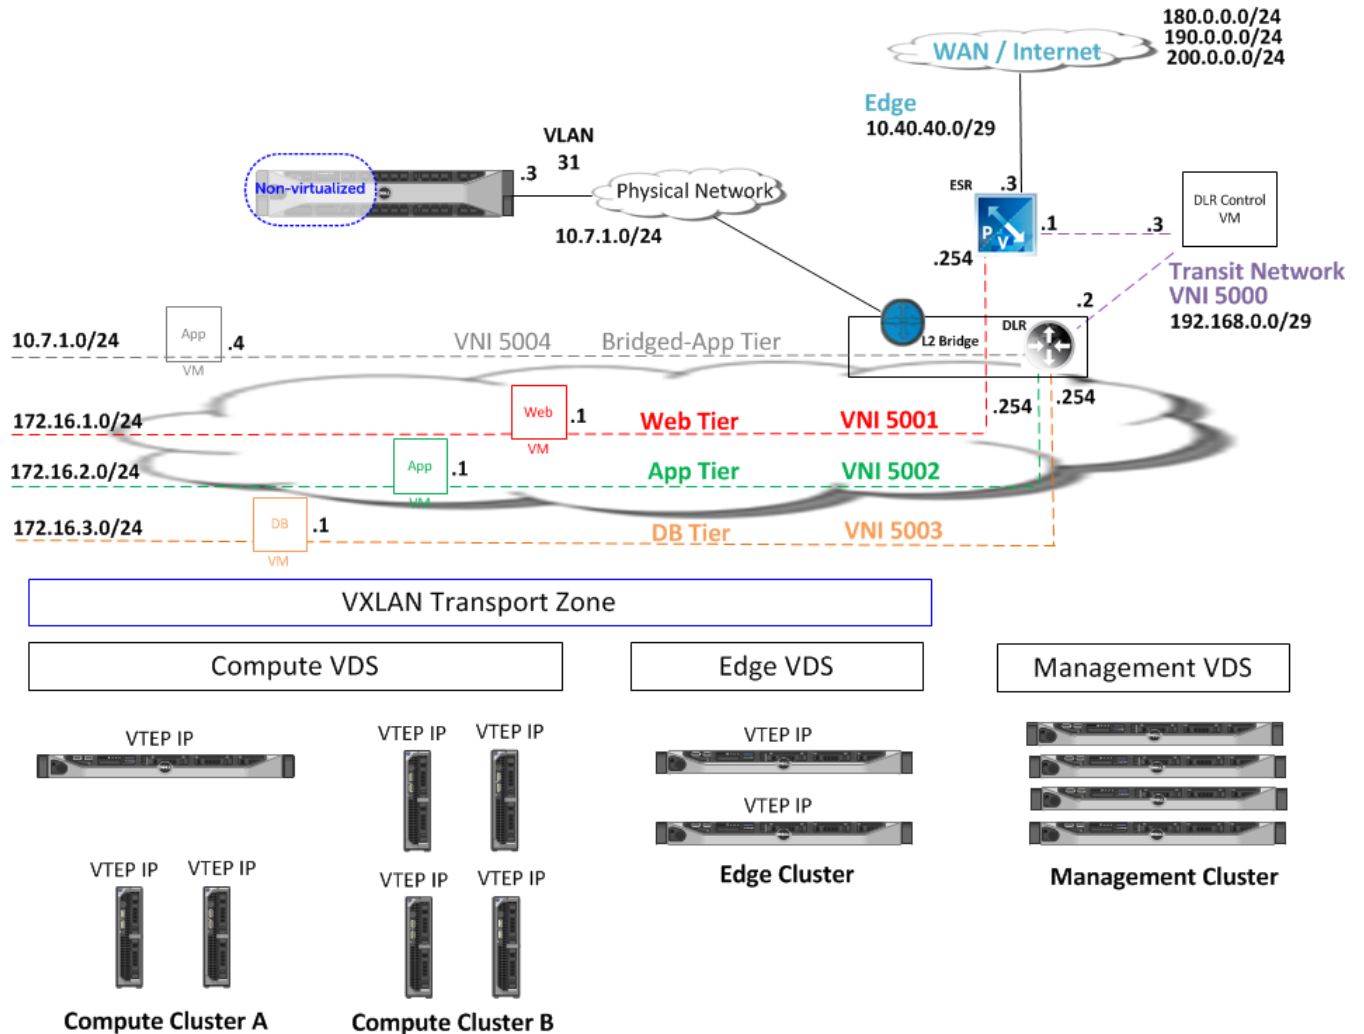 180.0.0.0/24
190.0.0.0/24
200.0.0.0/24
WAN / Internet
Edge
10.40.40.0/29
VLAN
31
Non-virtualized
.3
Physical Network
10.7.1.0/24
ESR
.3
.1
.3
DLR Control
VM
P
V
.254
Transit Network
VNI 5000
192.168.0.0/29
.2
10.7.1.0/24
App
.4
VM
VNI 5004
Bridged-App Tier
L2 Bridge
DLR
.254
.254
172.16.1.0/24
Web
.1
VM
Web Tier
VNI 5001
172.16.2.0/24
App
.1
VM
App Tier
VNI 5002
172.16.3.0/24
DB
.1
VM
DB Tier
VNI 5003
VXLAN Transport Zone
Compute VDS
Edge VDS
Management VDS
VTEP IP
VTEP IP
VTEP IP
VTEP IP
VTEP IP
VTEP IP
VTEP IP
VTEP IP
VTEP IP
Edge Cluster
Management Cluster
Compute Cluster A
Compute Cluster B